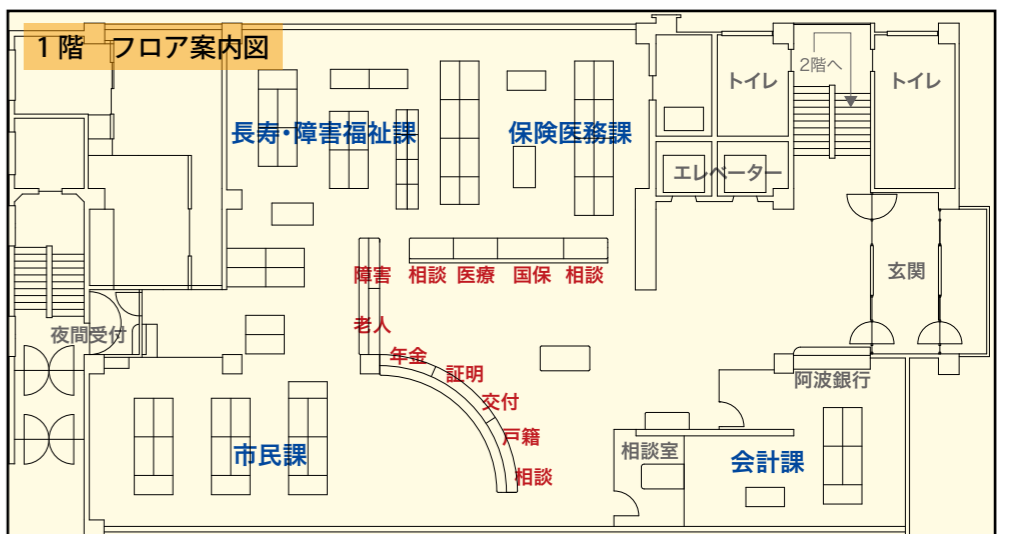 1階 フロア案内図
2階へ
トイレ
トイレ
長寿・障害福祉課
保険医務課
エレベーター
障害
相談
医療
国保
相談
玄関
老人
夜間受付
年金
証明
阿波銀行
交付
戸籍
市民課
相談室
会計課
相談